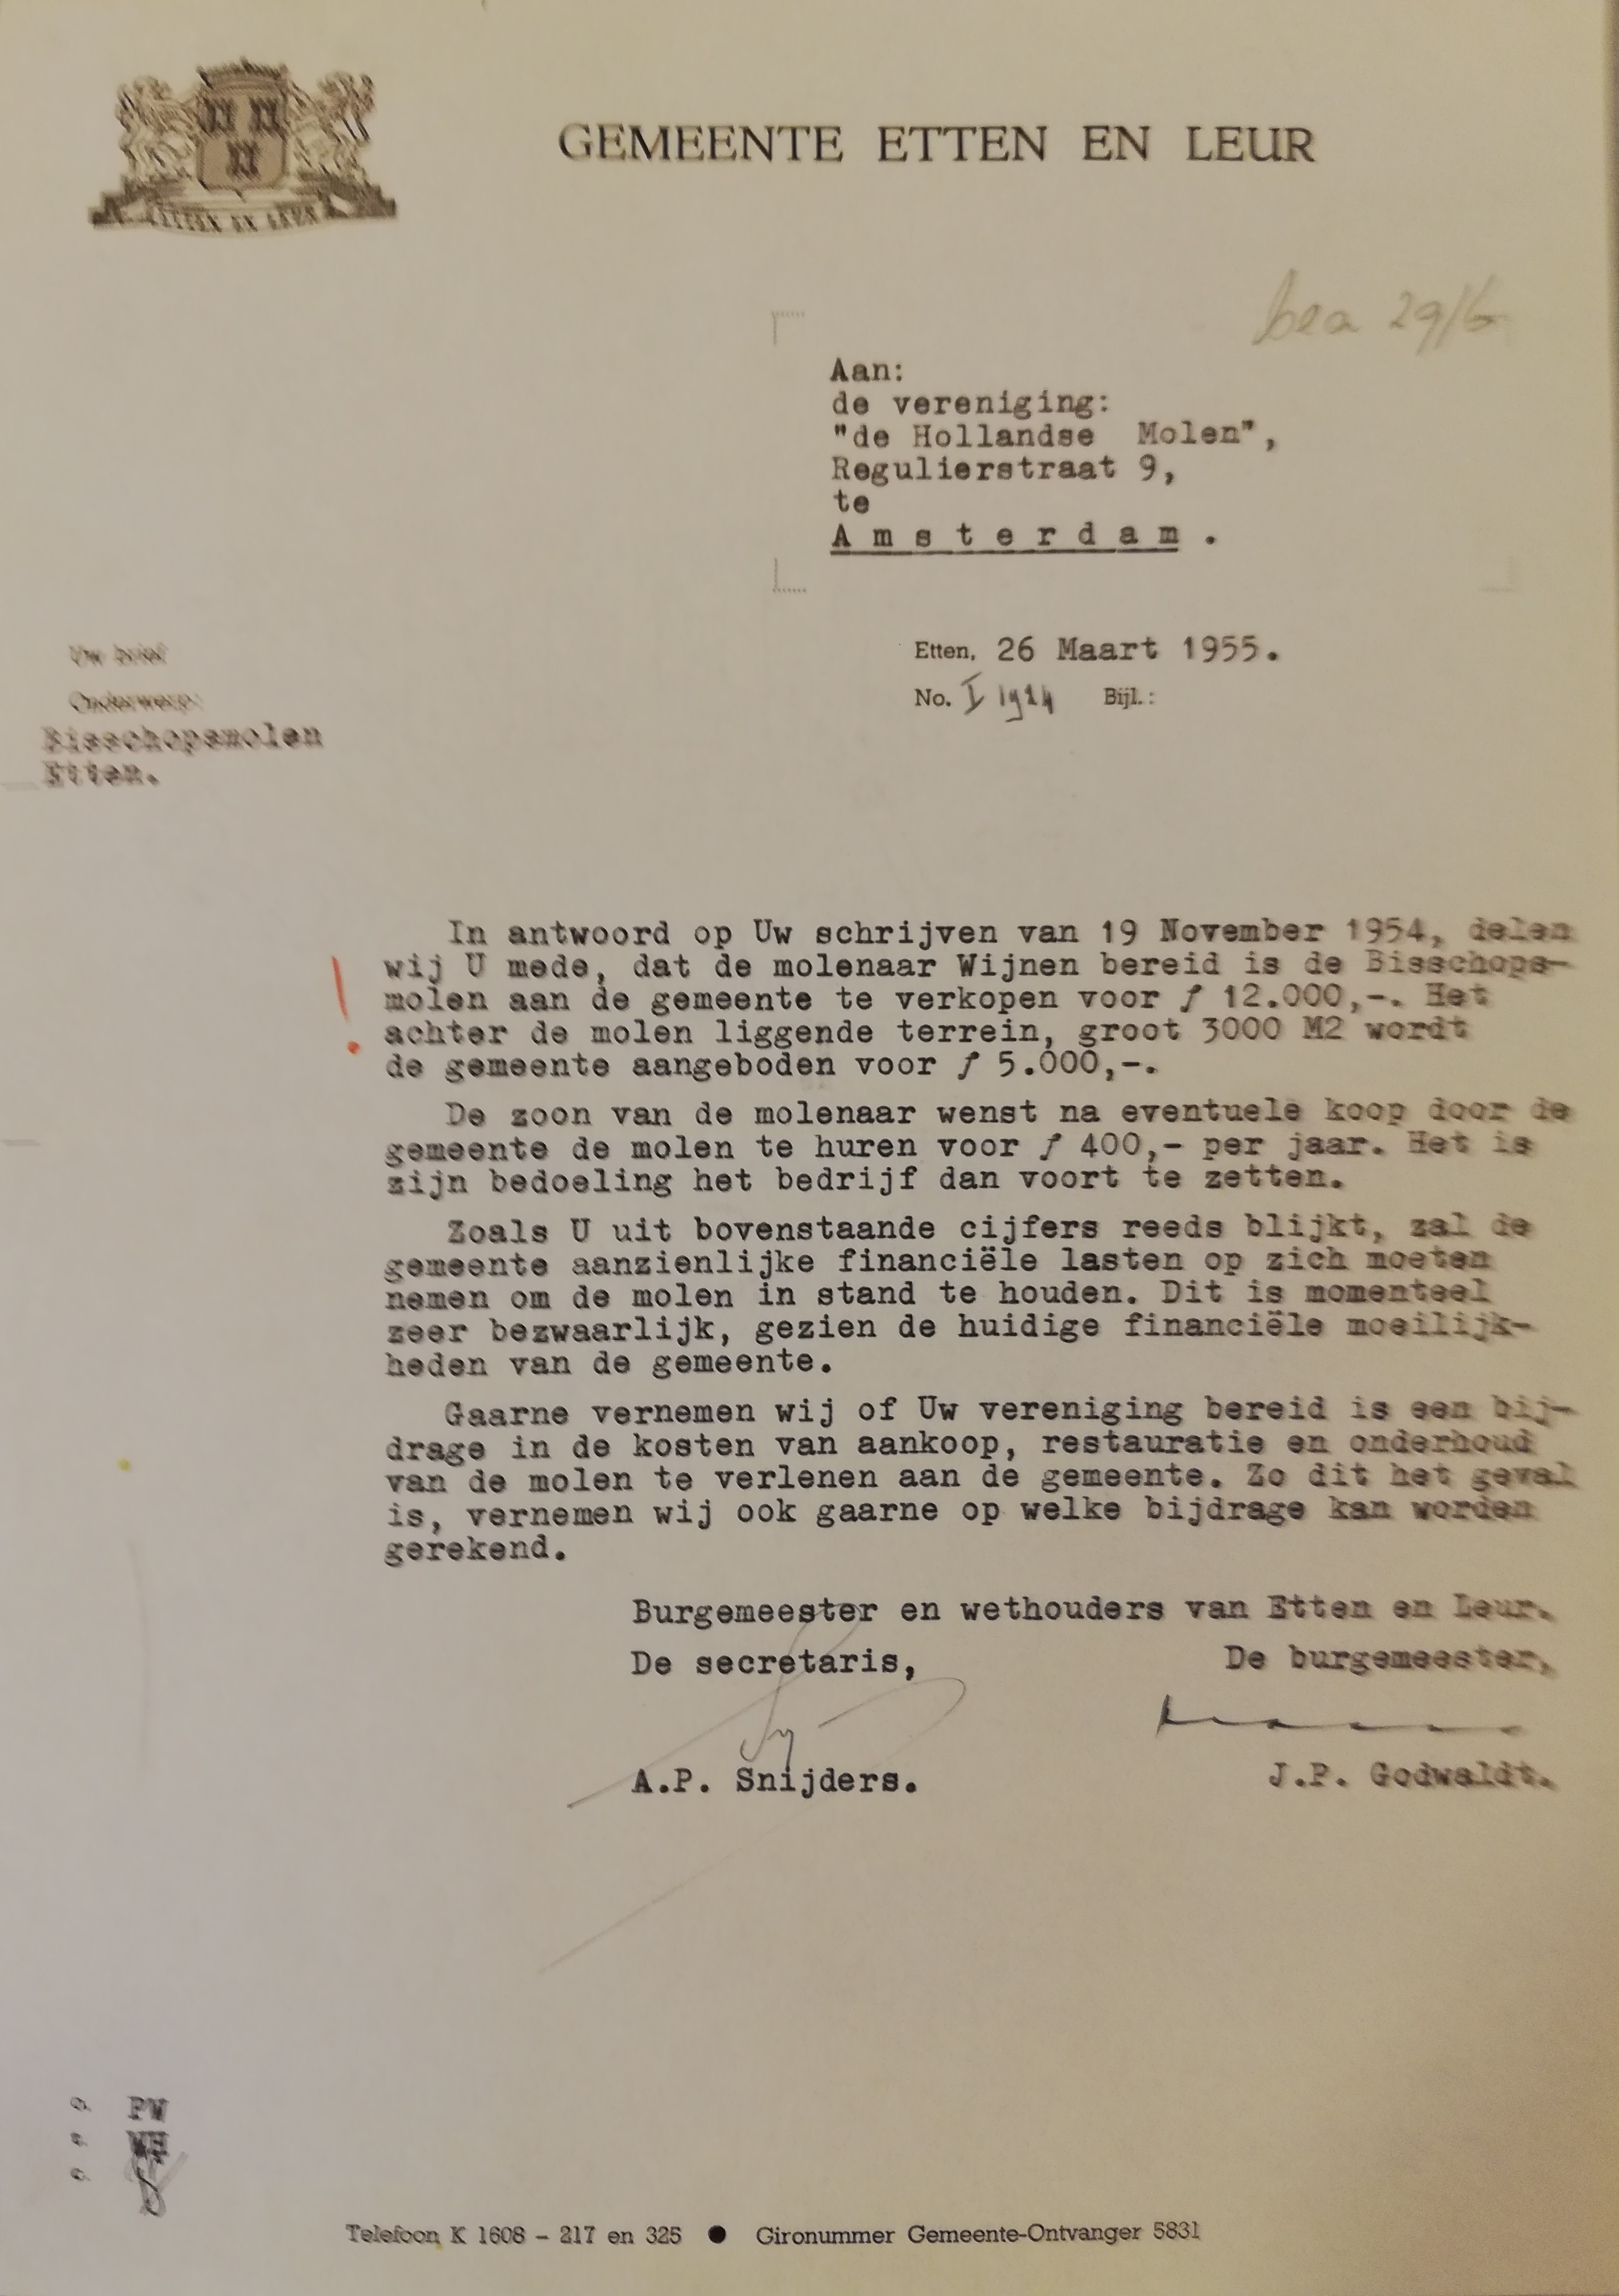 ETTEN EN LEUR
GEMEENTE ETTEN EN LEUR
bea 29/6
Aan:
de vereniging:
"de Hollandse Molen",
Regulierstraat 9,
te
Amsterdam.
Uw brief
Onderwerp:
Bisschopsmolen
Etten.
Etten, 26 Maart 1955.
No. I 1914 Bijl.:
In antwoord op Uw schrijven van 19 November 1954, delen
wij U mede, dat de molenaar Wijnen bereid is de Bisschops-
molen aan de gemeente te verkopen voor ƒ 12.000,-. Het
achter de molen liggende terrein, groot 3000 M2 wordt
de gemeente aangeboden voor ƒ 5.000,-.
De zoon van de molenaar wenst na eventuele koop door de
gemeente de molen te huren voor ƒ 400,- per jaar. Het is
zijn bedoeling het bedrijf dan voort te zetten.
Zoals U uit bovenstaande cijfers reeds blijkt, zal de
gemeente aanzienlijke financiële lasten op zich moeten
nemen om de molen in stand te houden. Dit is momenteel
zeer bezwaarlijk, gezien de huidige financiële moeilijk-
heden van de gemeente.
Gaarne vernemen wij of Uw vereniging bereid is een bij-
drage in de kosten van aankoop, restauratie en onderhoud
van de molen te verlenen aan de gemeente. Zo dit het geval
is, vernemen wij ook gaarne op welke bijdrage kan worden
gerekend.
Burgemeester en wethouders van Etten en Leur.
De secretaris, De burgemeester,
A.P. Snijders. J.P. Godwaldt.
PW
WH
Telefoon K 1608 - 217 en 325 ● Gironummer Gemeente-Ontvanger 5831